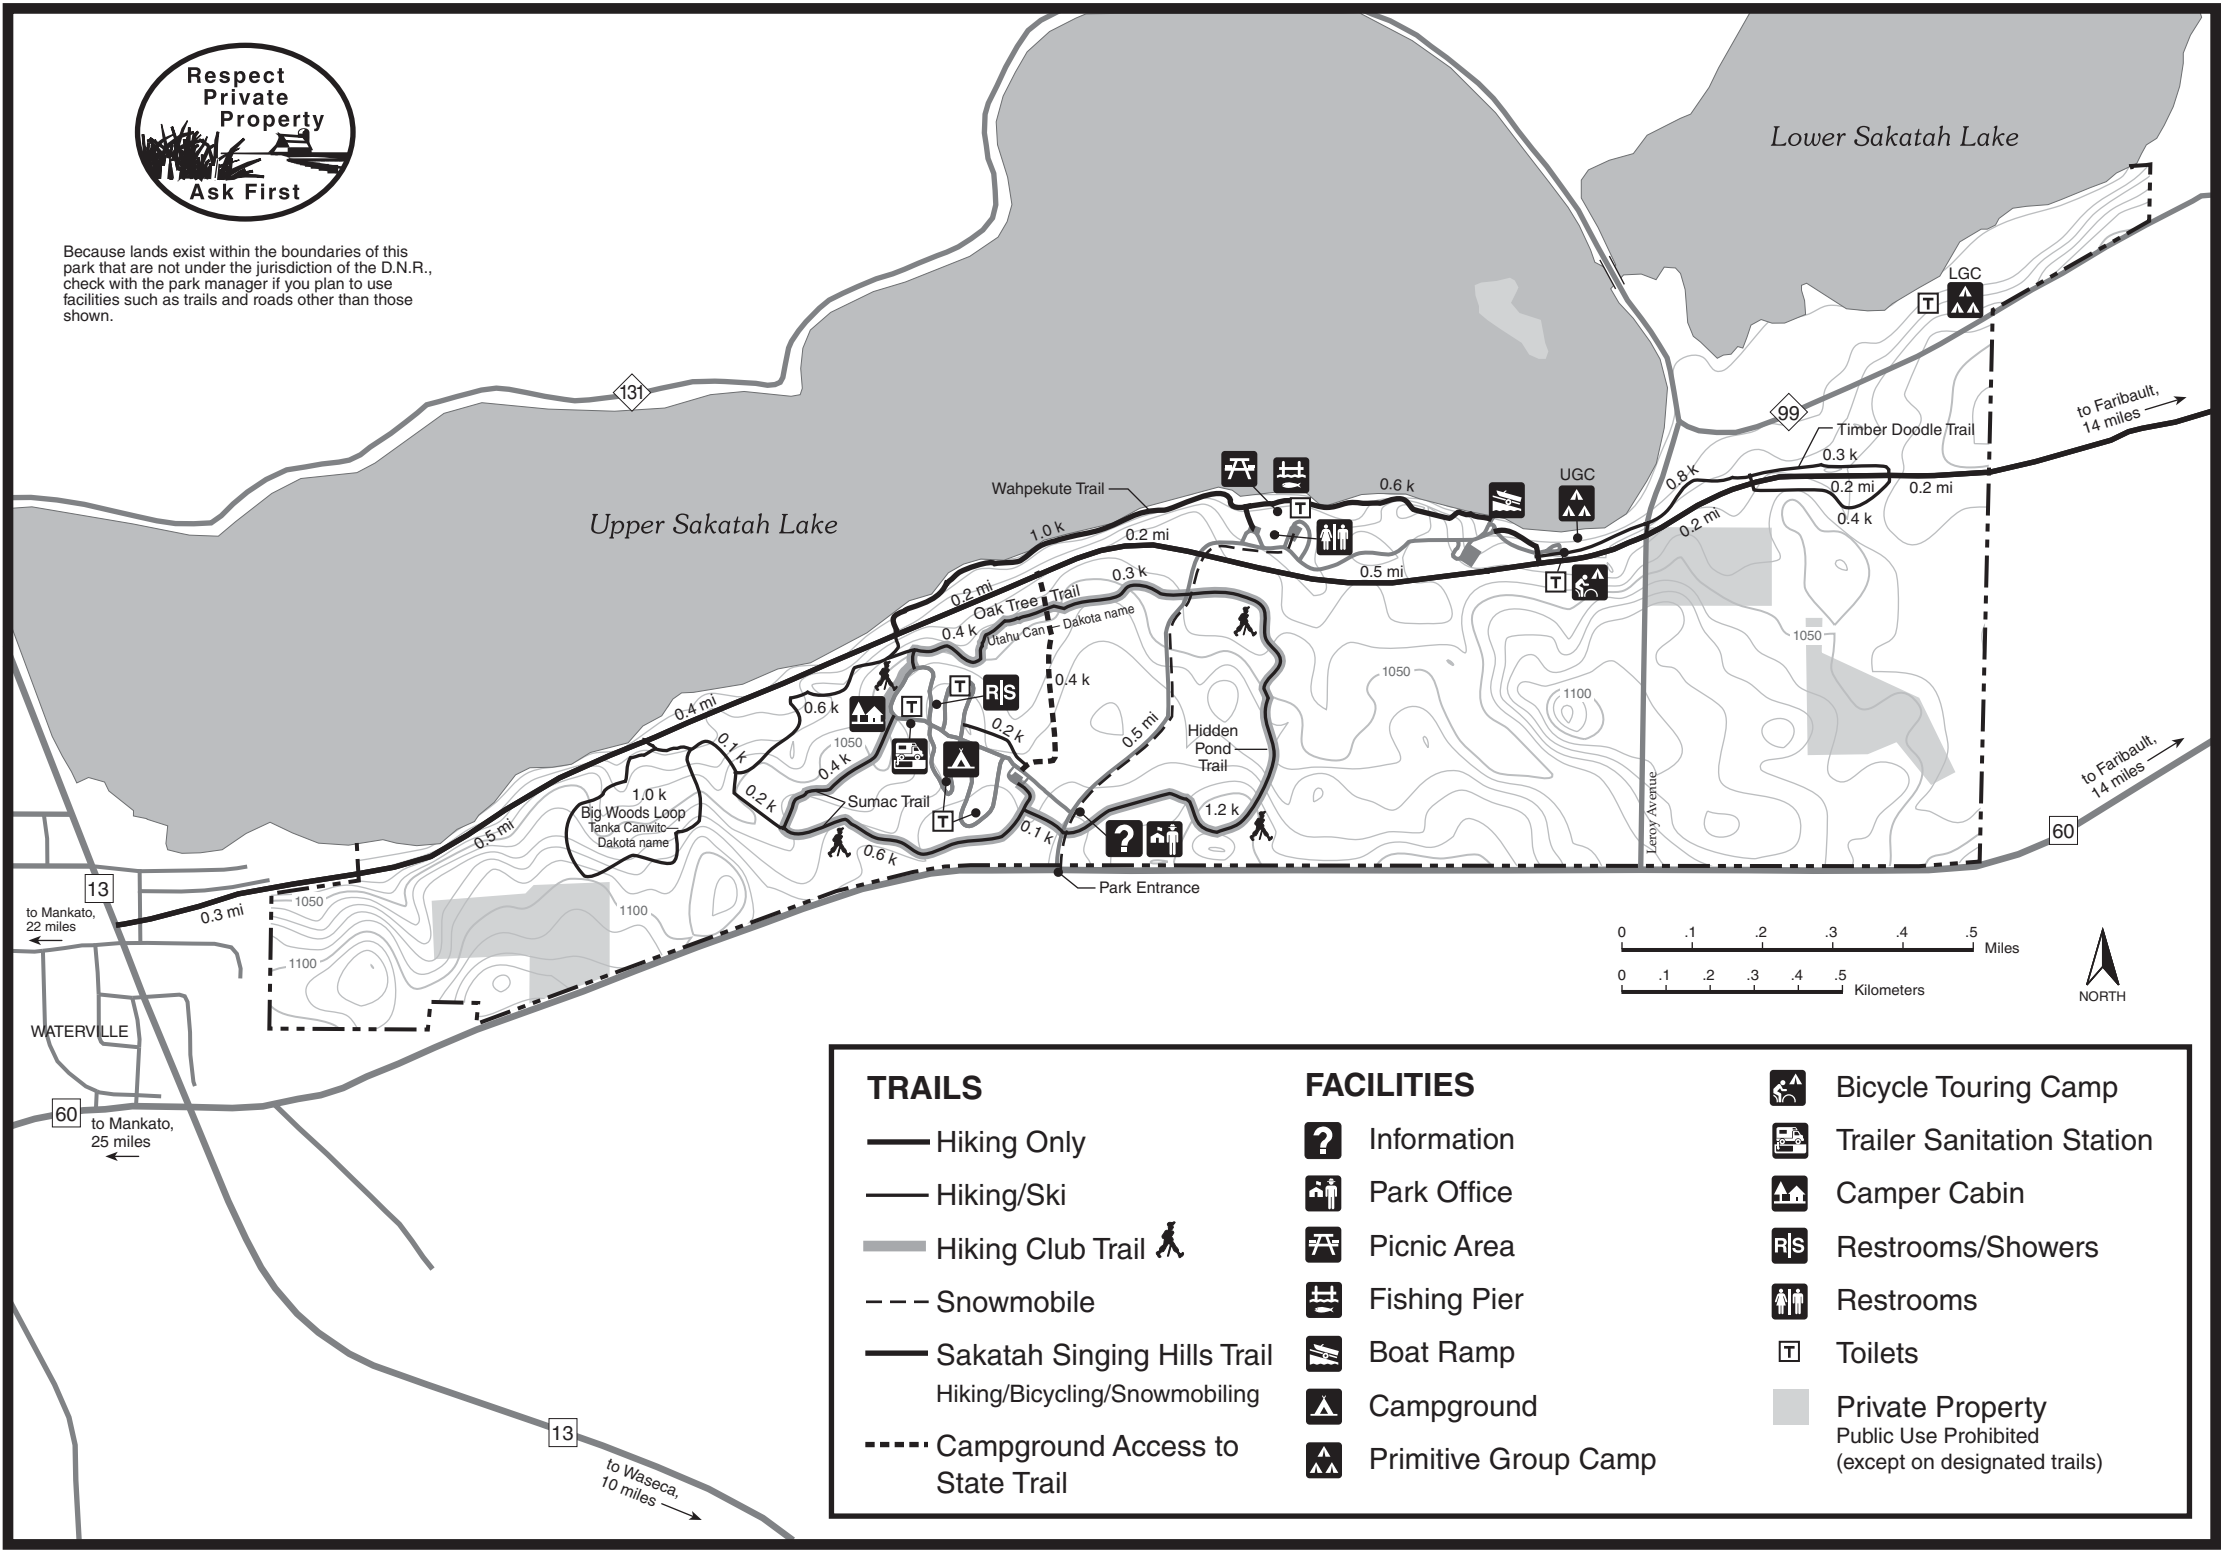 Respect
Private
Property
Ask First
Because lands exist within the boundaries of this
park that are not under the jurisdiction of the D.N.R.,
check with the park manager if you plan to use
facilities such as trails and roads other than those
shown.
Lower Sakatah Lake
Upper Sakatah Lake
131
LGC
T
99
to Faribault,
14 miles
Timber Doodle Trail
0.3 k
0.2 mi
0.2 mi
0.4 k
0.8 k
0.2 mi
UGC
0.6 k
Wahpekute Trail
T
1.0 k
0.2 mi
0.5 mi
T
0.2 mi
0.3 k
Oak Tree Trail
Utahu Can — Dakota name
0.4 k
0.4 k
T
R|S
T
0.6 k
0.4 mi
0.1 k
1050
0.4 k
0.2 k
0.2 k
Sumac Trail
T
0.6 k
0.1 k
0.5 mi
Hidden
Pond
Trail
1.2 k
?
Park Entrance
1.0 k
Big Woods Loop
Tanka Canwitc
Dakota name
0.5 mi
0.3 mi
1050
1100
1100
1050
1100
1050
Leroy Avenue
to Faribault,
14 miles
60
13
to Mankato,
22 miles
WATERVILLE
60
to Mankato,
25 miles
13
to Waseca,
10 miles
0 .1 .2 .3 .4 .5
Miles
0 .1 .2 .3 .4 .5
Kilometers
NORTH
TRAILS
Hiking Only
Hiking/Ski
Hiking Club Trail
Snowmobile
Sakatah Singing Hills Trail
Hiking/Bicycling/Snowmobiling
Campground Access to
State Trail
FACILITIES
? Information
Park Office
Picnic Area
Fishing Pier
Boat Ramp
Campground
Primitive Group Camp
Bicycle Touring Camp
Trailer Sanitation Station
Camper Cabin
R|S Restrooms/Showers
Restrooms
T Toilets
Private Property
Public Use Prohibited
(except on designated trails)